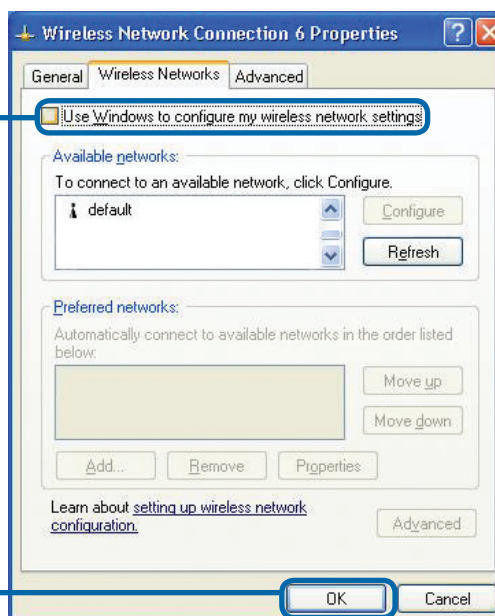 Wireless Network Connection 6 Properties
General
Wireless Networks
Advanced
Use Windows to configure my wireless network settings
Available networks:
To connect to an available network, click Configure.
default
Configure
Refresh
Preferred networks:
Automatically connect to available networks in the order listed
below:
Move up
Move down
Add...
Remove
Properties
Learn about setting up wireless network
configuration.
Advanced
OK
Cancel